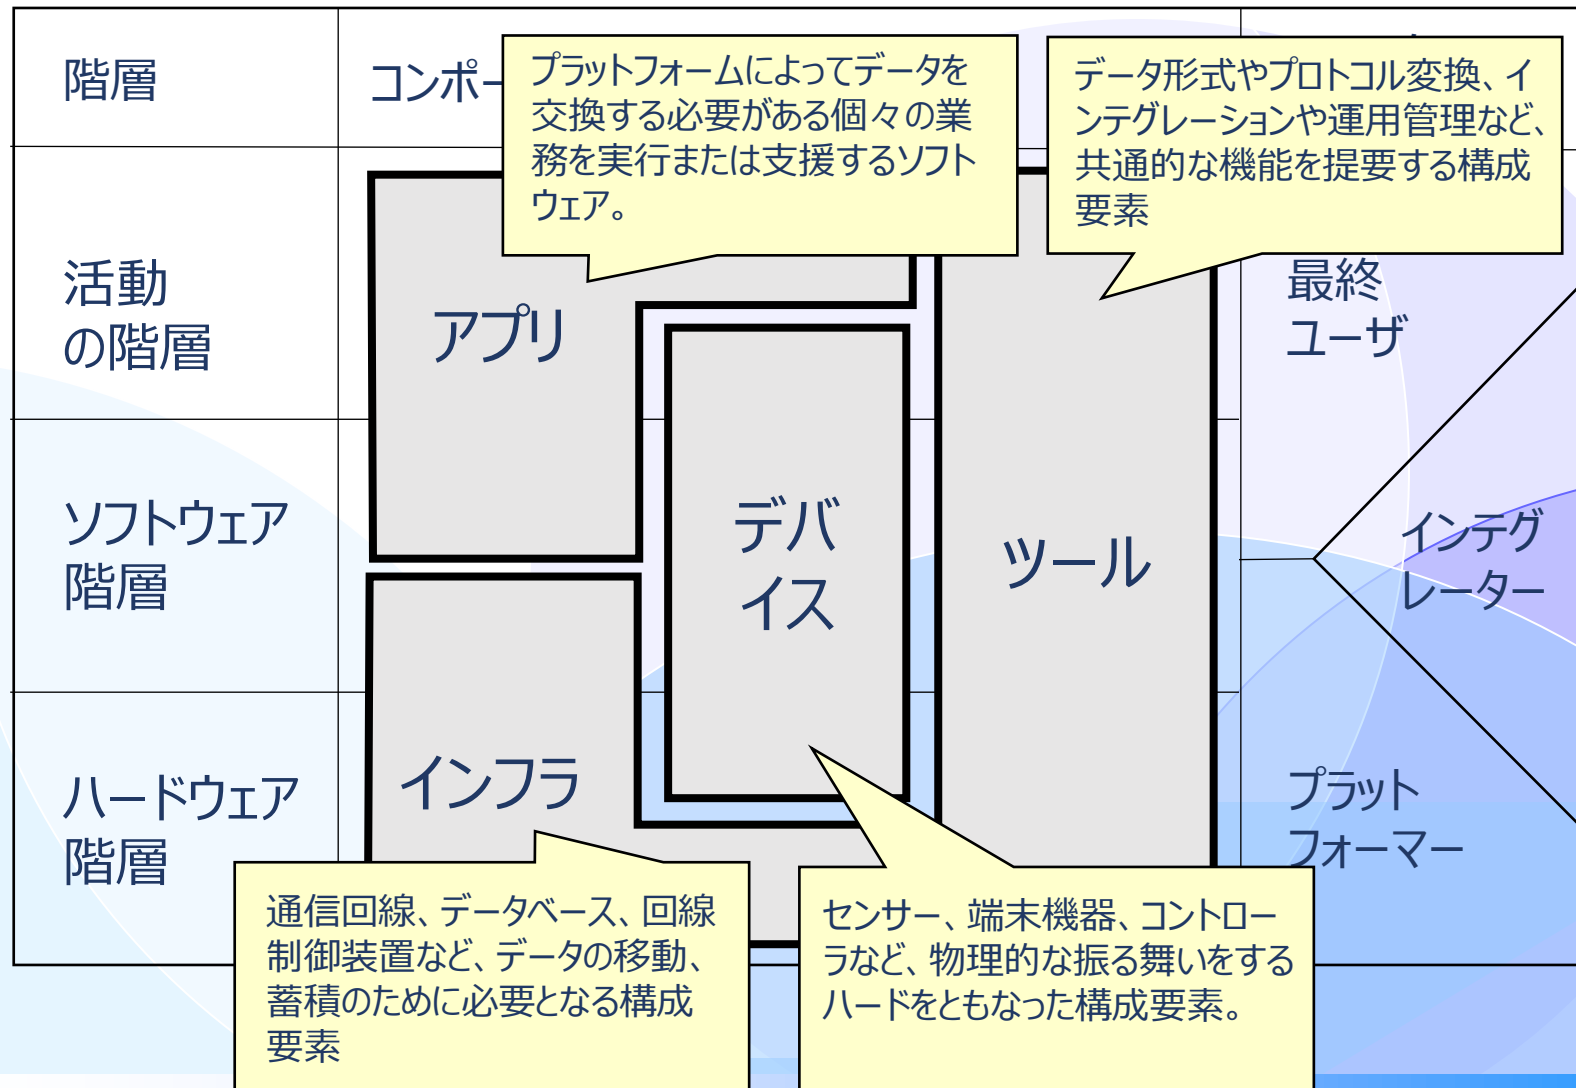 階層
コンポー
プラットフォームによってデータを
交換する必要がある個々の業
務を実行または支援するソフト
ウェア。
データ形式やプロトコル変換、イ
ンテグレーションや運用管理など、
共通的な機能を提要する構成
要素
活動
の階層
アプリ
最終
ユーザ
ソフトウェア
階層
デバ
イス
ツール
インテグ
レーター
ハードウェア
階層
インフラ
プラット
フォーマー
通信回線、データベース、回線
制御装置など、データの移動、
蓄積のために必要となる構成
要素
センサー、端末機器、コントロー
ラなど、物理的な振る舞いをする
ハードをともなった構成要素。